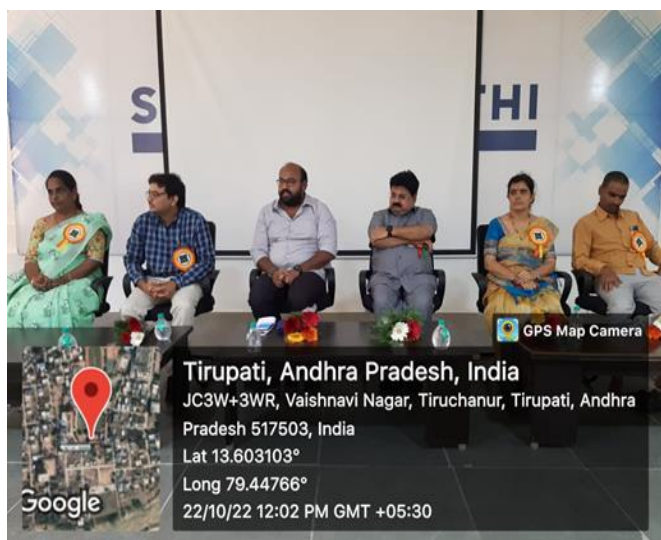 S THI
GPS Map Camera
Tirupati, Andhra Pradesh, India
JC3W+3WR, Vaishnavi Nagar, Tiruchanur, Tirupati, Andhra
Pradesh 517503, India
Lat 13.603103°
Long 79.44766°
22/10/22 12:02 PM GMT +05:30
Google